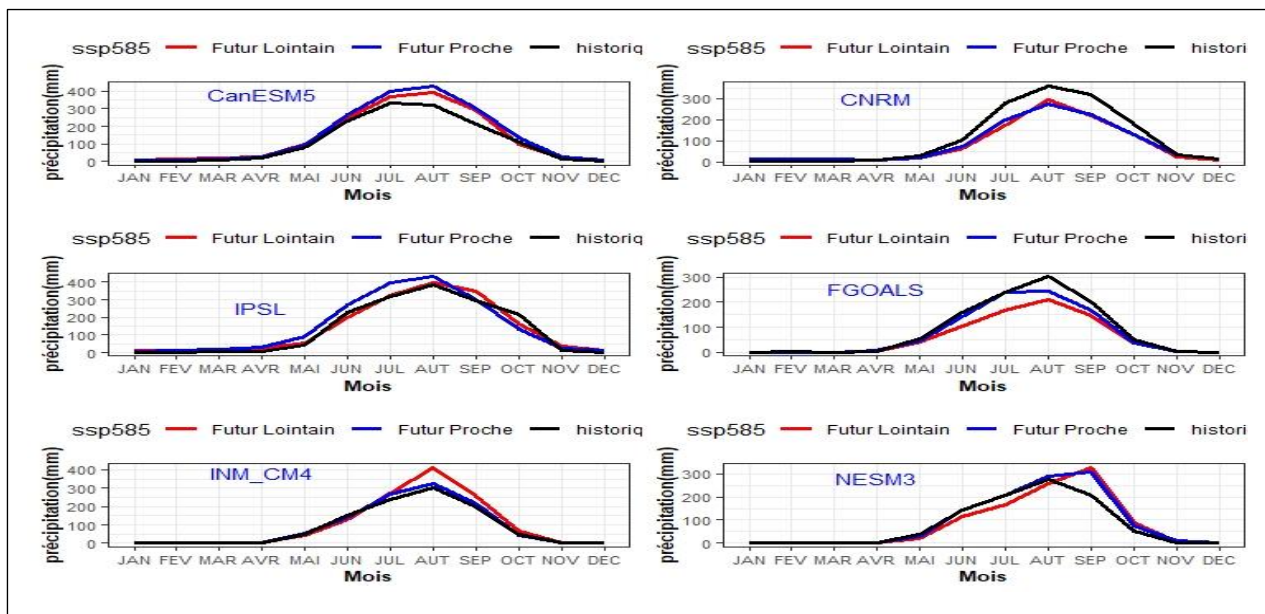 ssp585 Futur Lointain Futur Proche historiq
précipitation(mm)
CanESM5
400
300
200
100
0
JAN FEV MAR AVR MAI JUN JUL AUT SEP OCT NOV DEC
Mois
ssp585 Futur Lointain Futur Proche histori
précipitation(mm)
CNRM
300
200
100
0
JAN FEV MAR AVR MAI JUN JUL AUT SEP OCT NOV DEC
Mois
ssp585 Futur Lointain Futur Proche historiq
précipitation(mm)
IPSL
400
300
200
100
0
JAN FEV MAR AVR MAI JUN JUL AUT SEP OCT NOV DEC
Mois
ssp585 Futur Lointain Futur Proche histori
précipitation(mm)
FGOALS
300
200
100
0
JAN FEV MAR AVR MAI JUN JUL AUT SEP OCT NOV DEC
Mois
ssp585 Futur Lointain Futur Proche historiq
précipitation(mm)
INM_CM4
400
300
200
100
0
JAN FEV MAR AVR MAI JUN JUL AUT SEP OCT NOV DEC
Mois
ssp585 Futur Lointain Futur Proche histori
précipitation(mm)
NESM3
300
200
100
0
JAN FEV MAR AVR MAI JUN JUL AUT SEP OCT NOV DEC
Mois